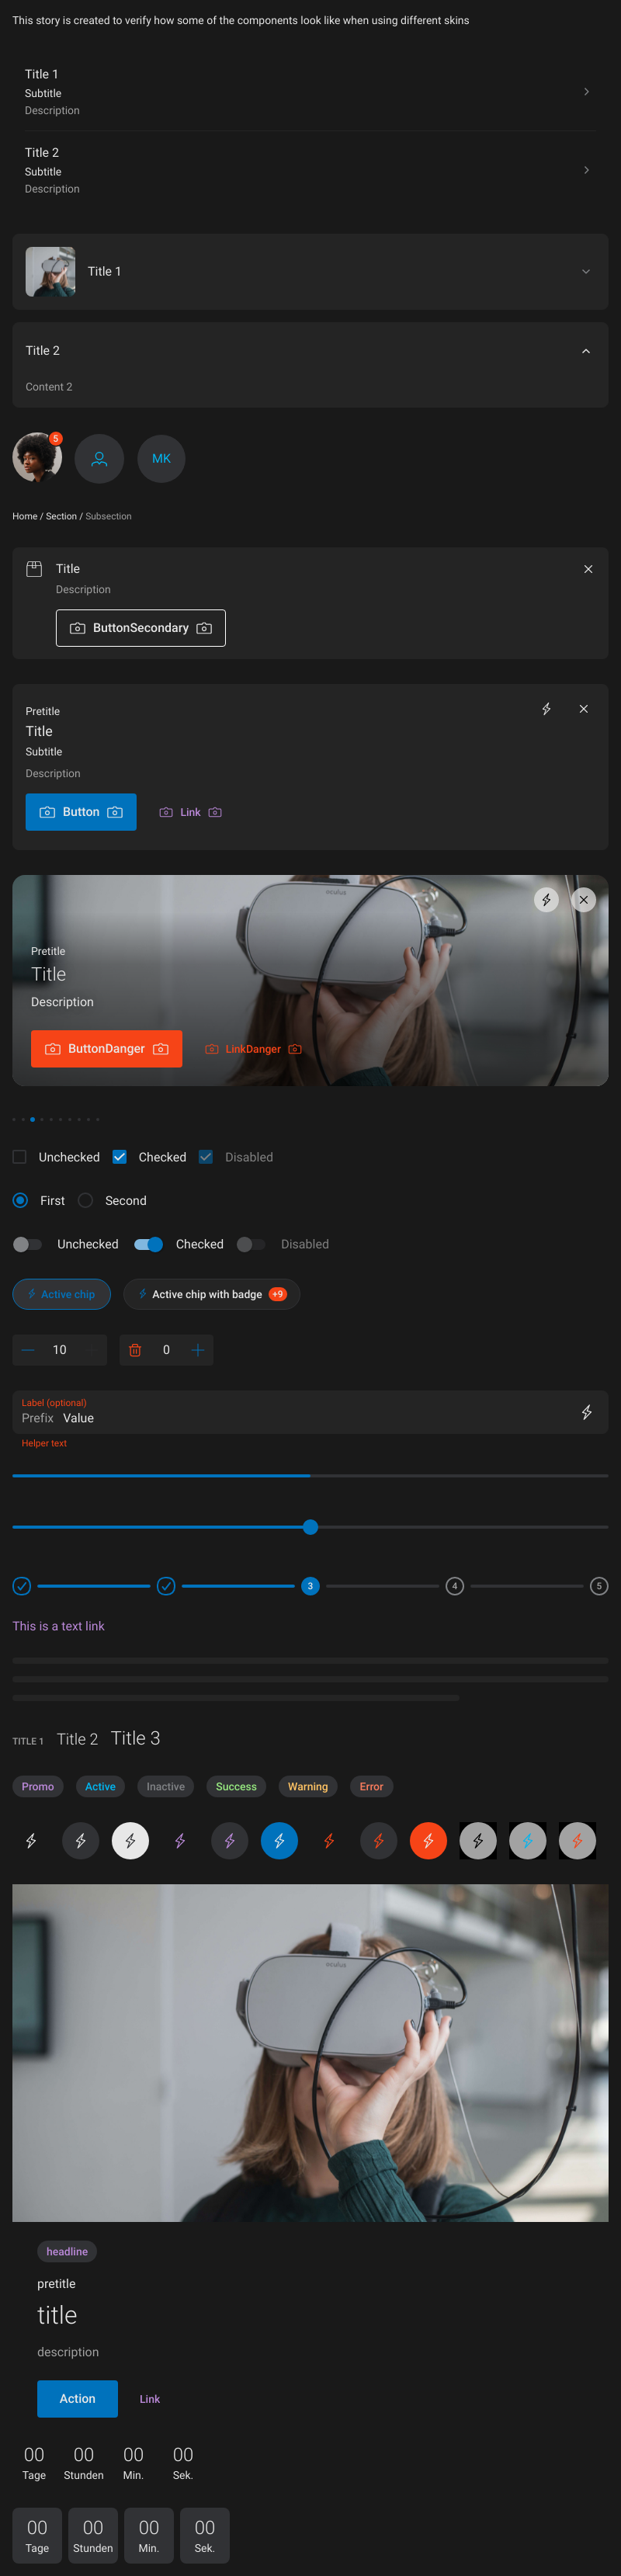 This story is created to verify how some of the components look like when using different skins
Title 1
Subtitle
Description
Title 2
Subtitle
Description
Title 1
Title 2
Content 2
5
MK
Home / Section / Subsection
Title
Description
ButtonSecondary
Pretitle
Title
Subtitle
Description
Button Link
oculus
Pretitle
Title
Description
ButtonDanger LinkDanger
Unchecked Checked Disabled
First Second
Unchecked Checked Disabled
Active chip Active chip with badge +9
10 0
Label (optional)
Prefix Value
Helper text
3 4 5
This is a text link
TITLE 1 Title 2 Title 3
Promo Active Inactive Success Warning Error
oculus
headline
pretitle
title
description
Action Link
00 00 00 00
Tage Stunden Min. Sek.
00 00 00 00
Tage Stunden Min. Sek.